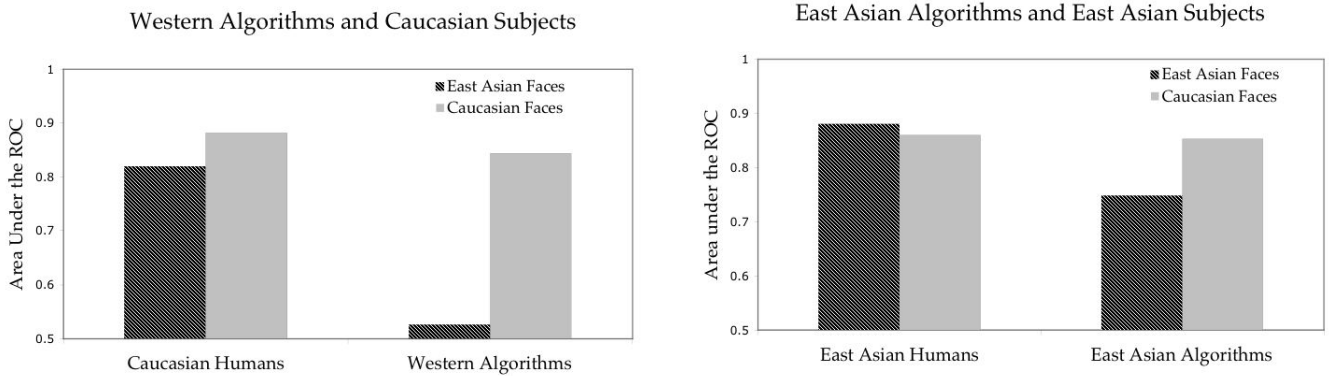 Western Algorithms and Caucasian Subjects
1
0.9
0.8
0.7
0.6
0.5
Area Under the ROC
East Asian Faces
Caucasian Faces
Caucasian Humans
Western Algorithms
East Asian Algorithms and East Asian Subjects
1
0.9
0.8
0.7
0.6
0.5
Area under the ROC
East Asian Faces
Caucasian Faces
East Asian Humans
East Asian Algorithms